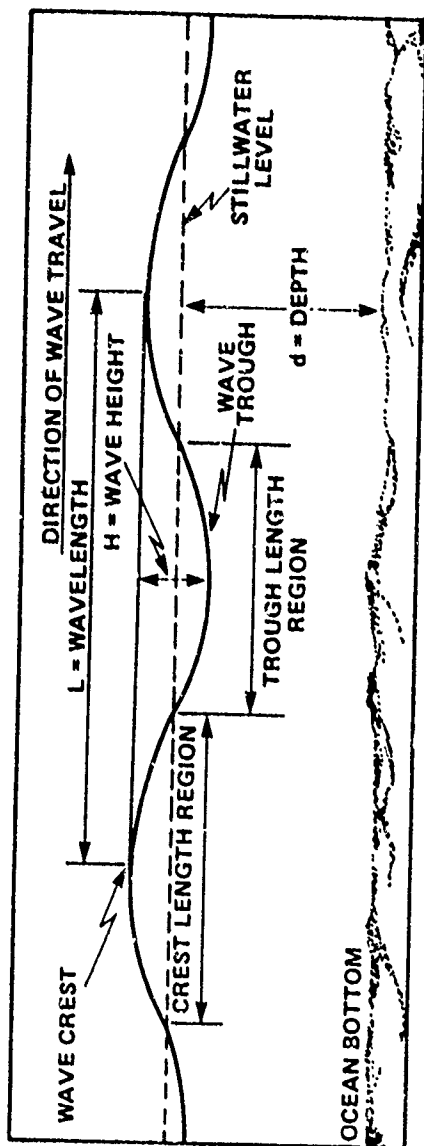 DIRECTION OF WAVE TRAVEL
L = WAVELENGTH
H = WAVE HEIGHT
WAVE CREST
STILLWATER
LEVEL
CREST LENGTH REGION
WAVE
TROUGH
TROUGH LENGTH
REGION
d = DEPTH
OCEAN BOTTOM